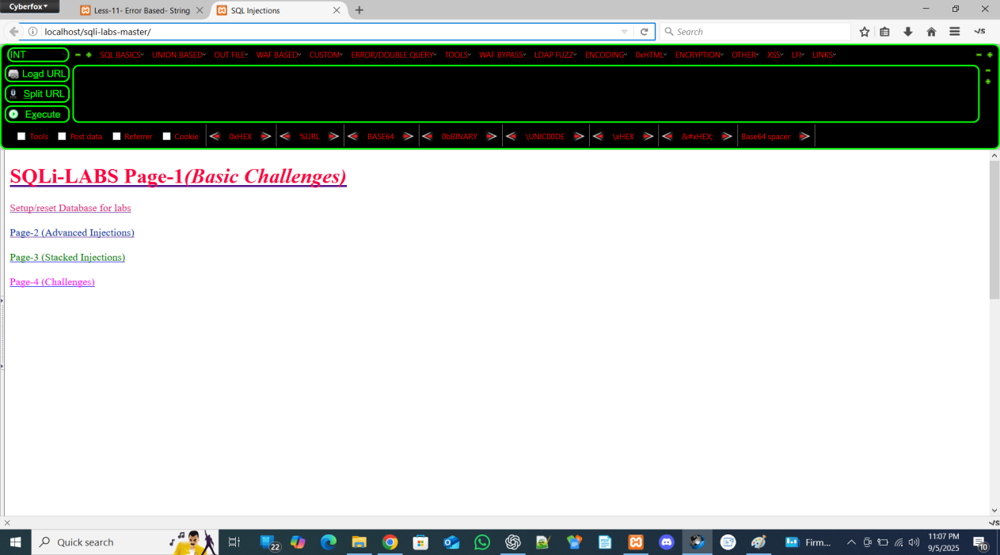 Cyberfox
Less-11- Error Based- String
SQL Injections
localhost/sqli-labs-master/
Search
INT
SQL BASICS UNION BASED OUT FILE WAF BASED CUSTOM ERROR/DOUBLE QUERY TOOLS WAF BYPASS LDAP FUZZ ENCODING 0xHTML ENCRYPTION OTHER XSS LFI LINKS
Load URL
Split URL
Execute
Tools Post data Referrer Cookie 0xHEX %URL BASE64 0bBINARY \UNIC00DE \xHEX &#xHEX; Base64 spacer
SQLi-LABS Page-1(Basic Challenges)
Setup/reset Database for labs
Page-2 (Advanced Injections)
Page-3 (Stacked Injections)
Page-4 (Challenges)
Quick search
22
Firm...
11:07 PM
9/5/2025
10